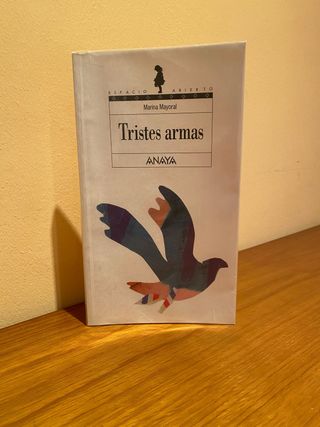 ESPACIO ABIERTO
Marina Mayoral
Tristes armas
ANAYA